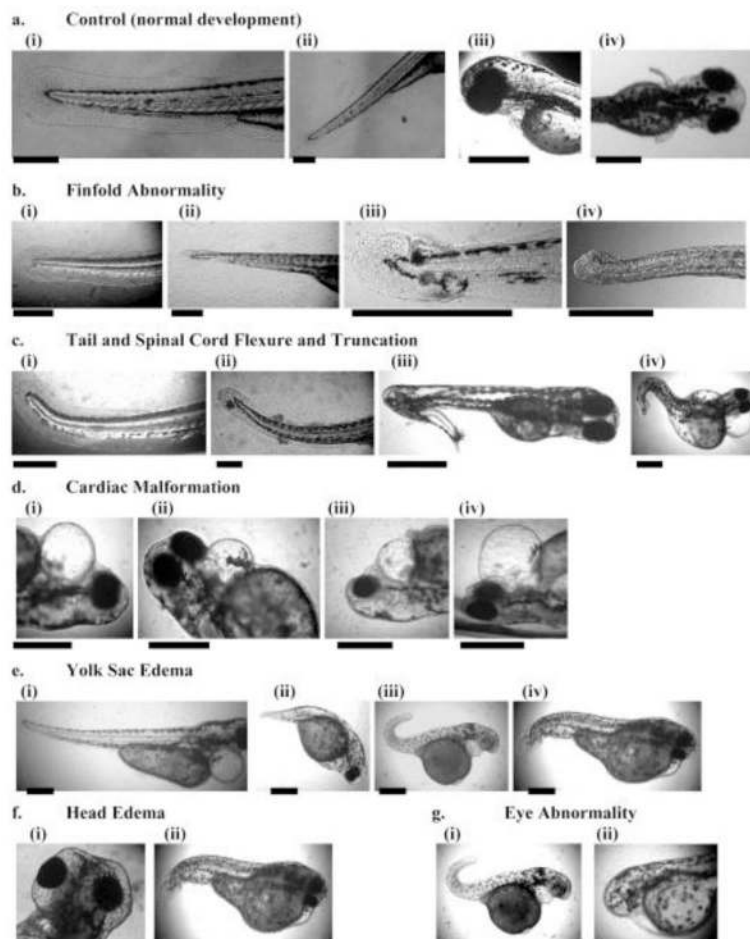 a. Control (normal development)
(i) (ii) (iii) (iv)
b. Finfold Abnormality
(i) (ii) (iii) (iv)
c. Tail and Spinal Cord Flexure and Truncation
(i) (ii) (iii) (iv)
d. Cardiac Malformation
(i) (ii) (iii) (iv)
e. Yolk Sac Edema
(i) (ii) (iii) (iv)
f. Head Edema g. Eye Abnormality
(i) (ii) (i) (ii)